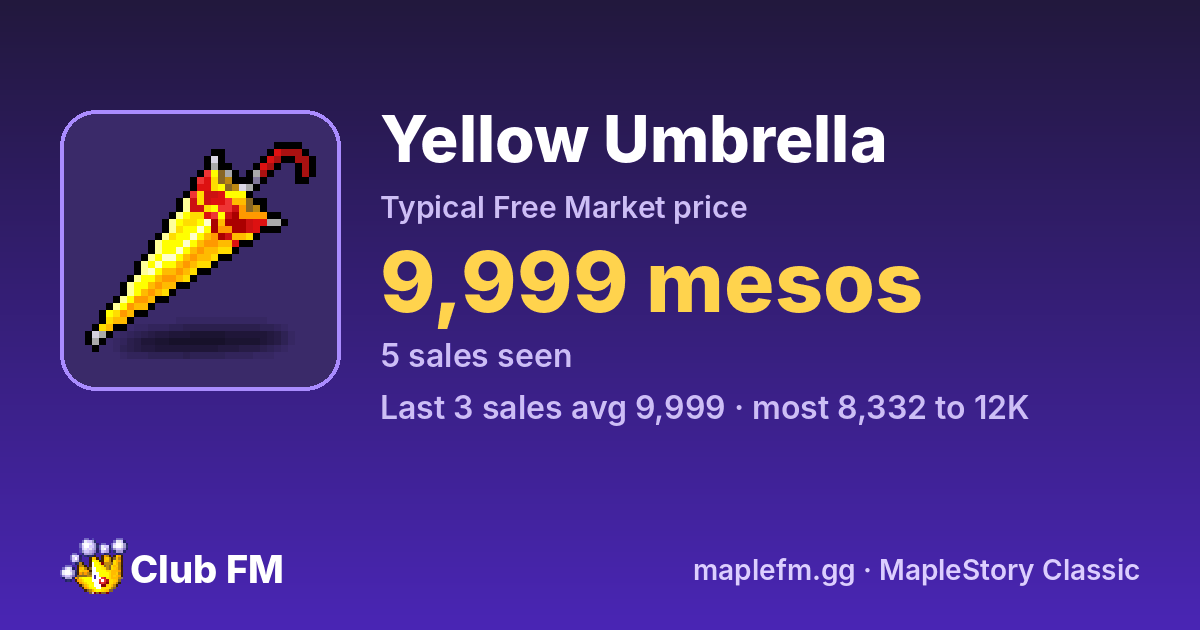 Yellow Umbrella
Typical Free Market price
9,999 mesos
5 sales seen
Last 3 sales avg 9,999 · most 8,332 to 12K
Club FM
maplefm.gg · MapleStory Classic